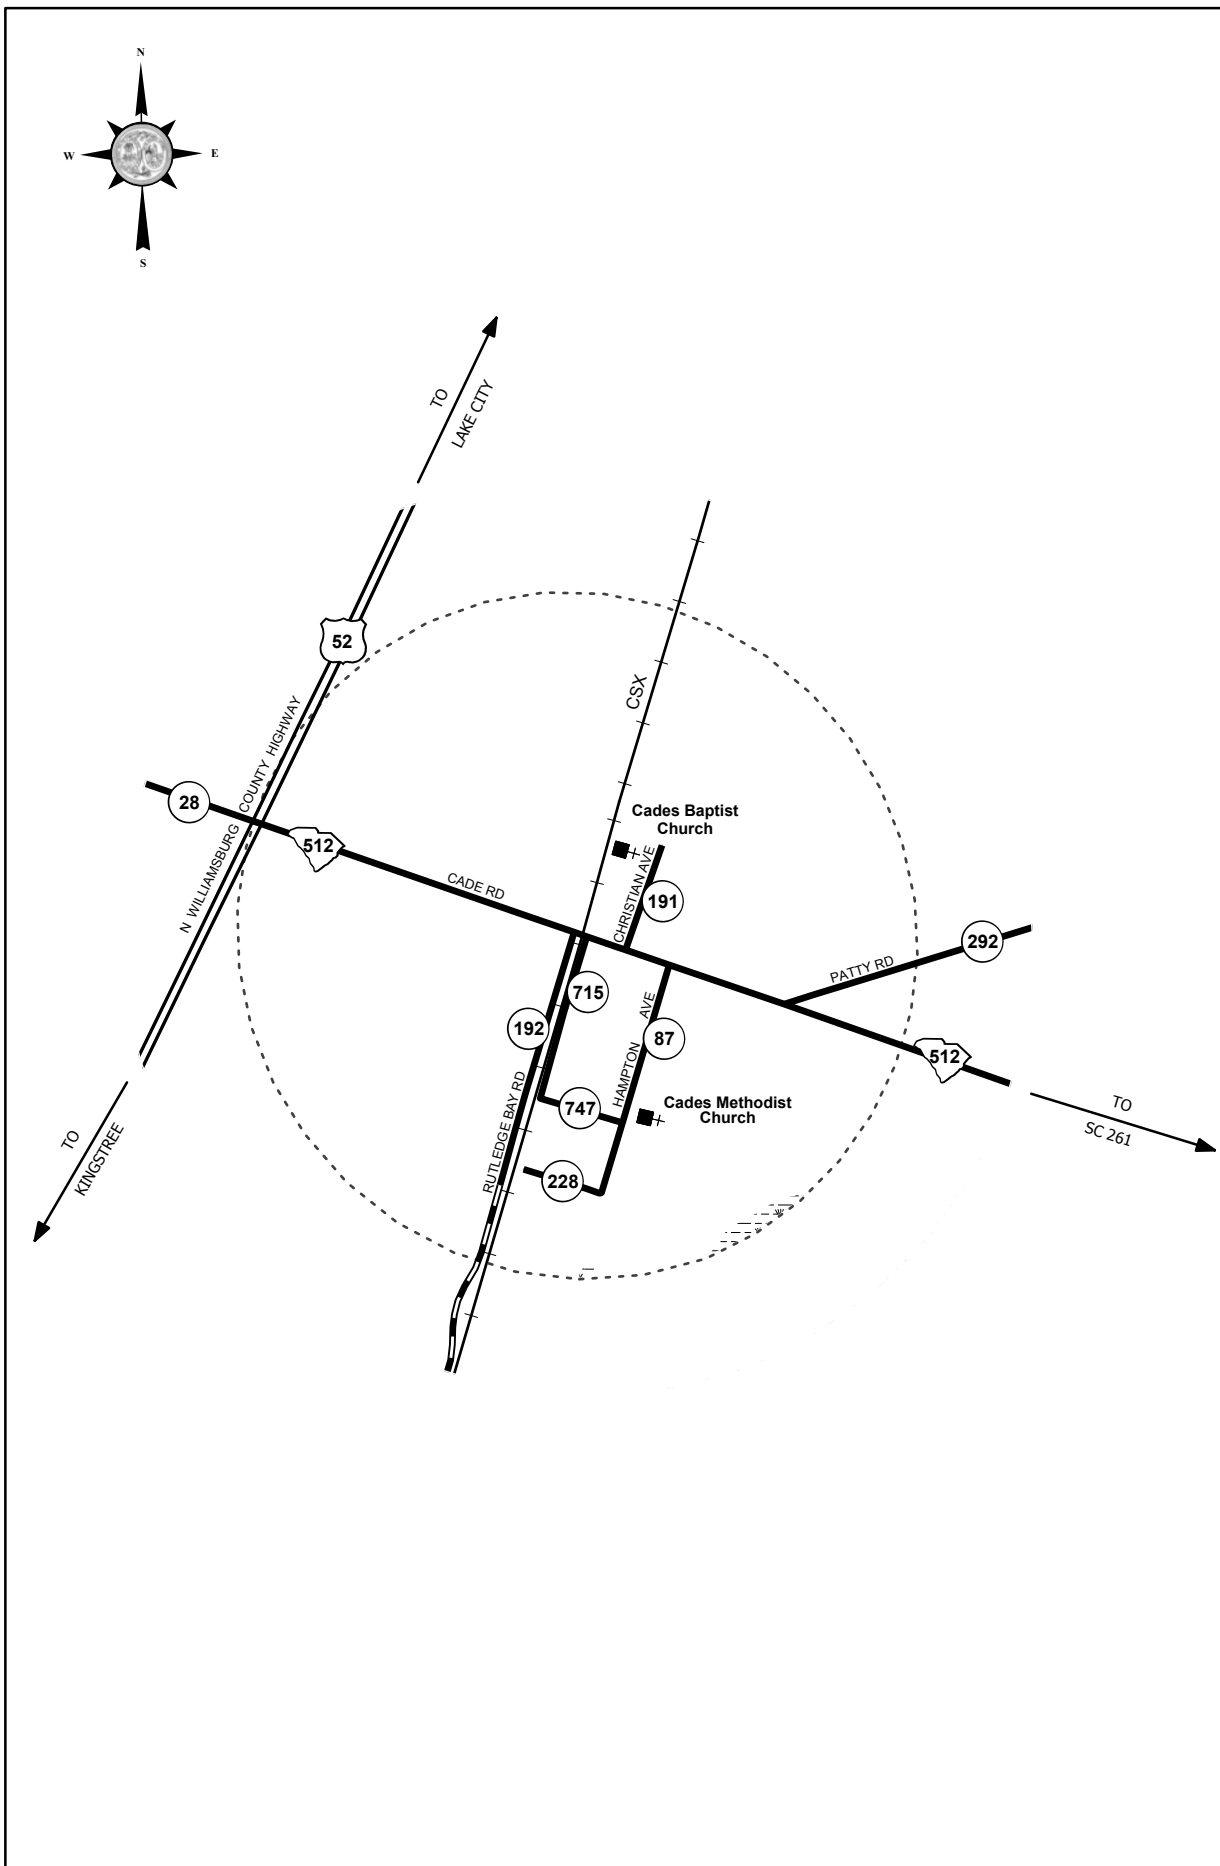 N
W
E
S
TO
LAKE CITY
52
CSX
N WILLIAMSBURG COUNTY HIGHWAY
28
512
Cades Baptist
Church
CADE RD
CHRISTIAN AVE
191
292
PATTY RD
715
192
HAMPTON AVE
87
512
RUTLEDGE BAY RD
747
Cades Methodist
Church
TO
SC 261
TO
KINGSTREE
228